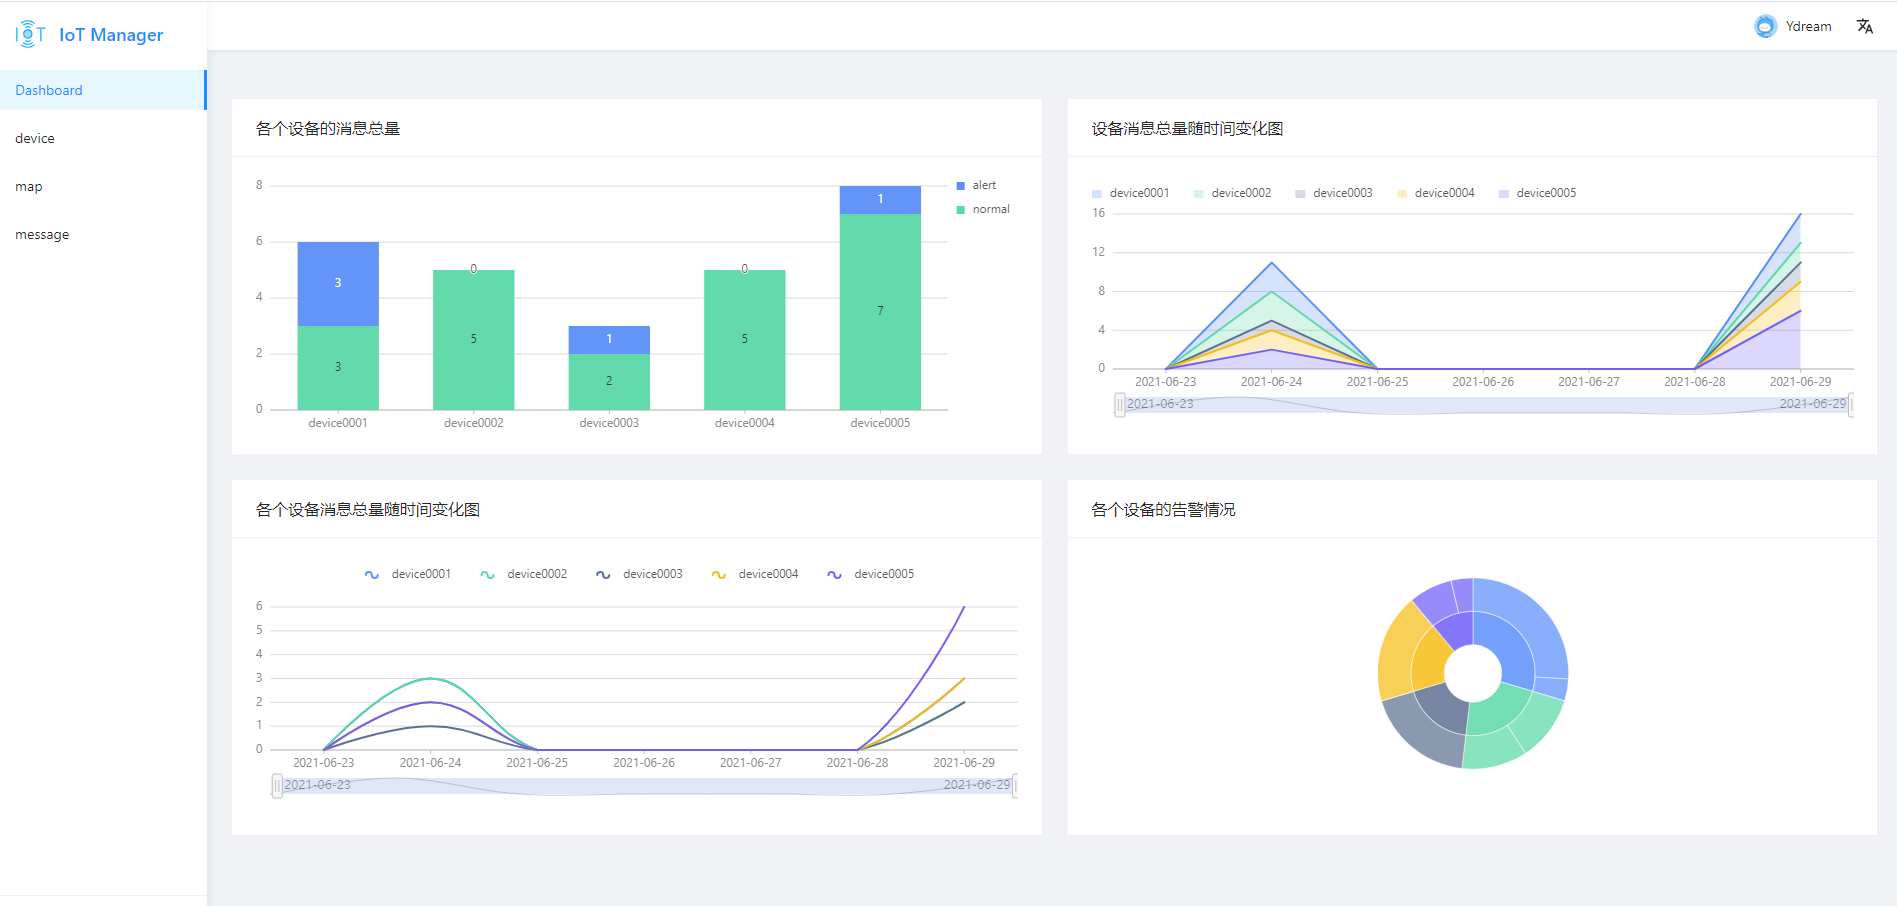 IOT IoT Manager
Ydream
Dashboard
device
map
message
各个设备的消息总量
8
6
4
2
0
3
3
0
5
1
2
0
5
1
7
device0001 device0002 device0003 device0004 device0005
alert
normal
设备消息总量随时间变化图
device0001 device0002 device0003 device0004 device0005
16
12
8
4
0
2021-06-23 2021-06-24 2021-06-25 2021-06-26 2021-06-27 2021-06-28 2021-06-29
2021-06-23 2021-06-29
各个设备消息总量随时间变化图
device0001 device0002 device0003 device0004 device0005
6
5
4
3
2
1
0
2021-06-23 2021-06-24 2021-06-25 2021-06-26 2021-06-27 2021-06-28 2021-06-29
2021-06-23 2021-06-29
各个设备的告警情况